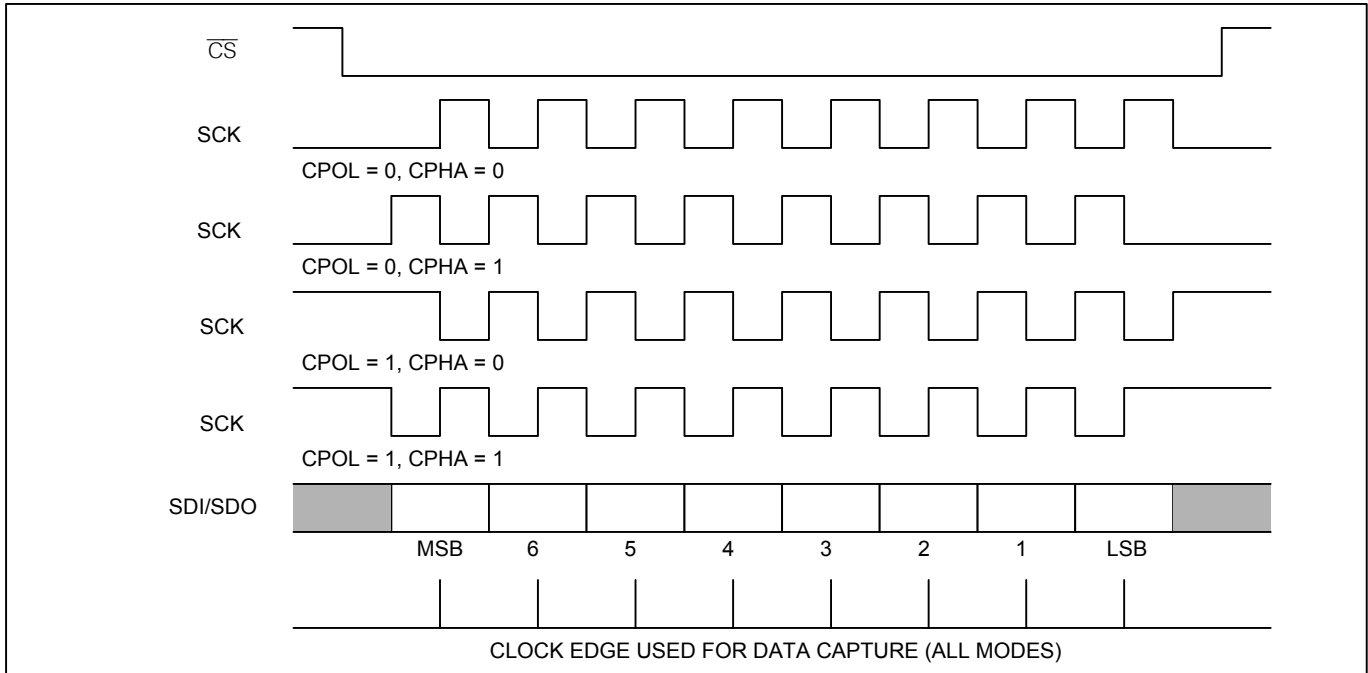 CS
SCK
CPOL = 0, CPHA = 0
SCK
CPOL = 0, CPHA = 1
SCK
CPOL = 1, CPHA = 0
SCK
CPOL = 1, CPHA = 1
SDI/SDO
MSB 6 5 4 3 2 1 LSB
CLOCK EDGE USED FOR DATA CAPTURE (ALL MODES)